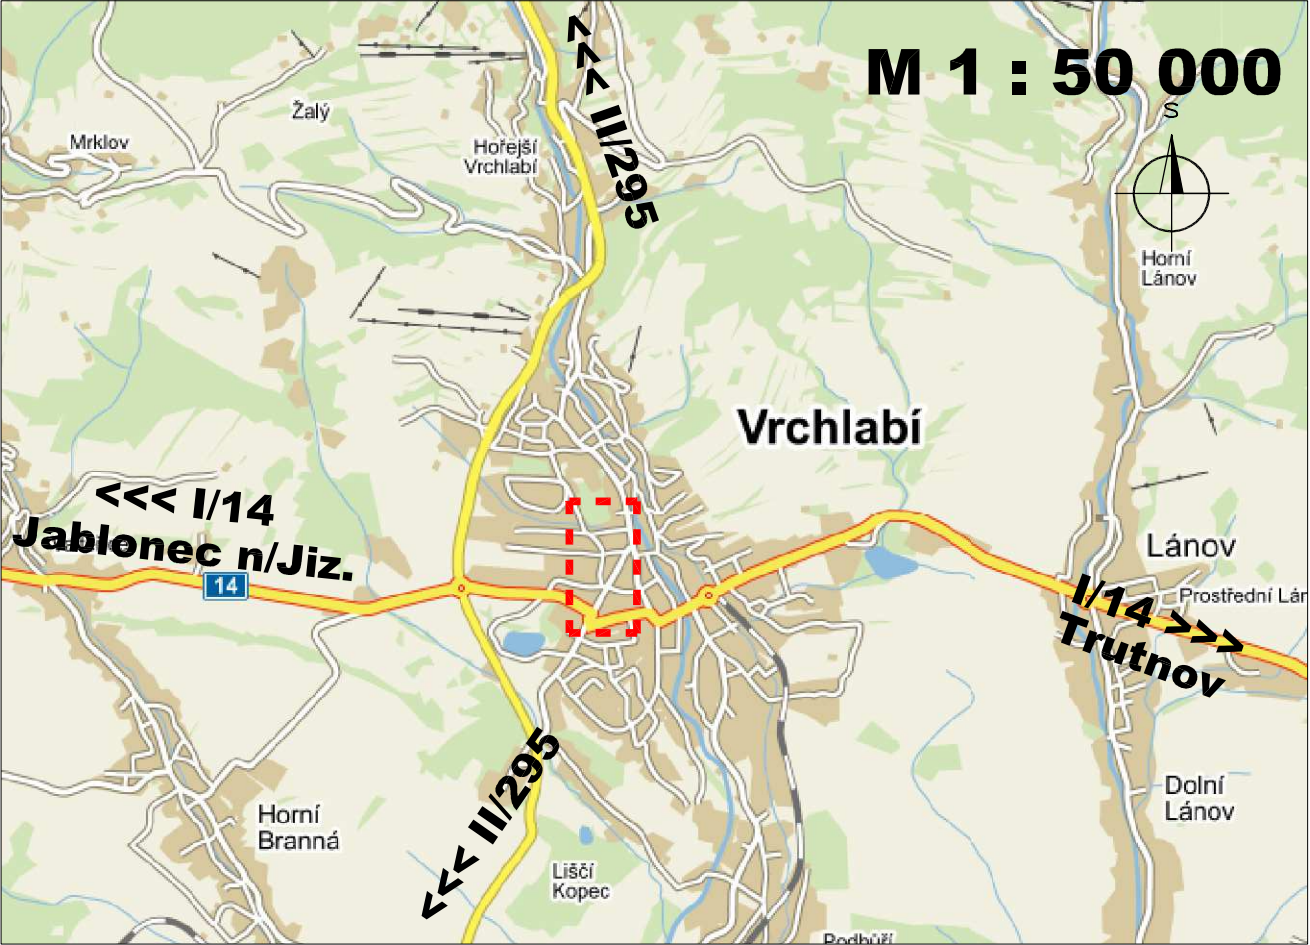 M 1 : 50 000
S
<<< II/295
Žalý
Mrklov
Hořejší
Vrchlabí
Horní
Lánov
Vrchlabí
<<< I/14
Jablonec n/Jiz.
14
Lánov
Prostřední Lán
I/14 >>>
Trutnov
<<< II/295
Dolní
Lánov
Horní
Branná
Liščí
Kopec
Podhůří